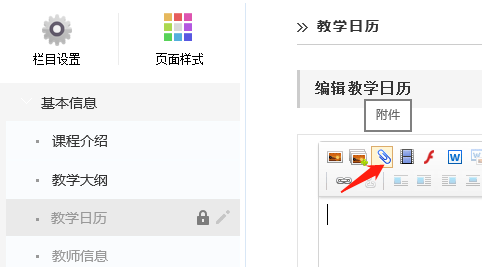 栏目设置
页面样式
基本信息
课程介绍
教学大纲
教学日历
教师信息
教学日历
编辑教学日历
附件